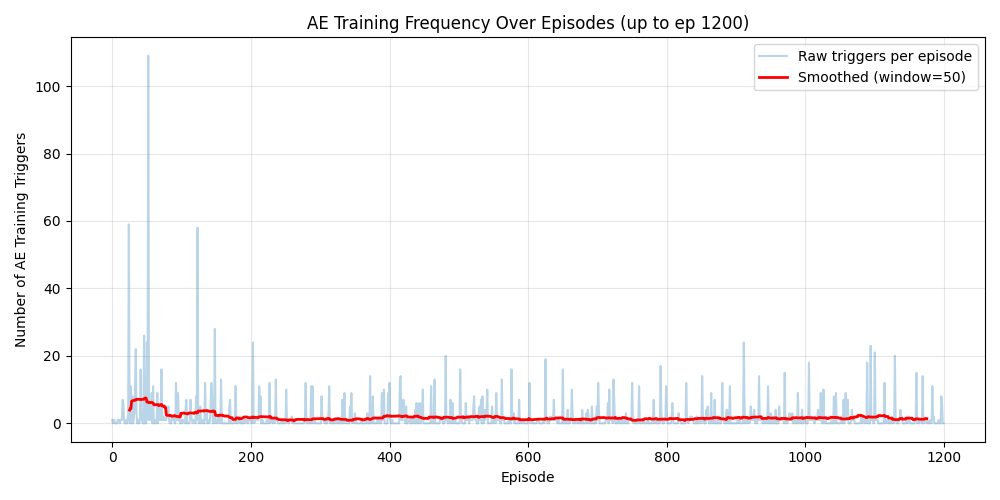 AE Training Frequency Over Episodes (up to ep 1200)
Raw triggers per episode
Smoothed (window=50)
Number of AE Training Triggers
100
80
60
40
20
0
0 200 400 600 800 1000 1200
Episode